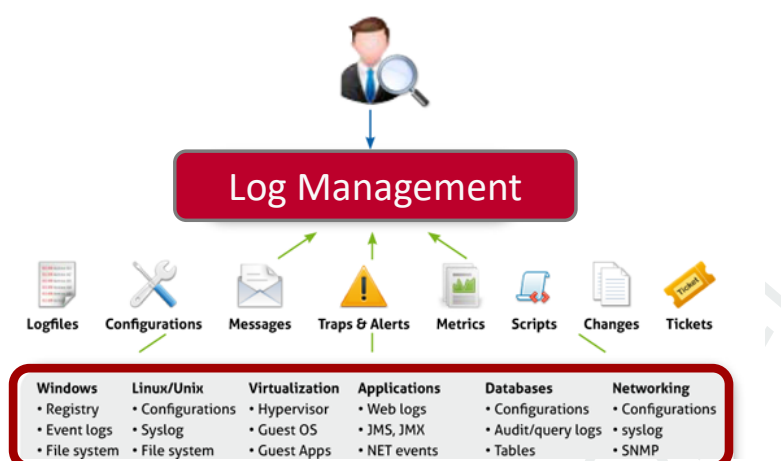 Log Management
Ticket
Logfiles Configurations Messages Traps & Alerts Metrics Scripts Changes Tickets
Windows Linux/Unix Virtualization Applications Databases Networking
• Registry • Configurations • Hypervisor • Web logs • Configurations • Configurations
• Event logs • Syslog • Guest OS • JMS, JMX • Audit/query logs • syslog
• File system • File system • Guest Apps • NET events • Tables • SNMP